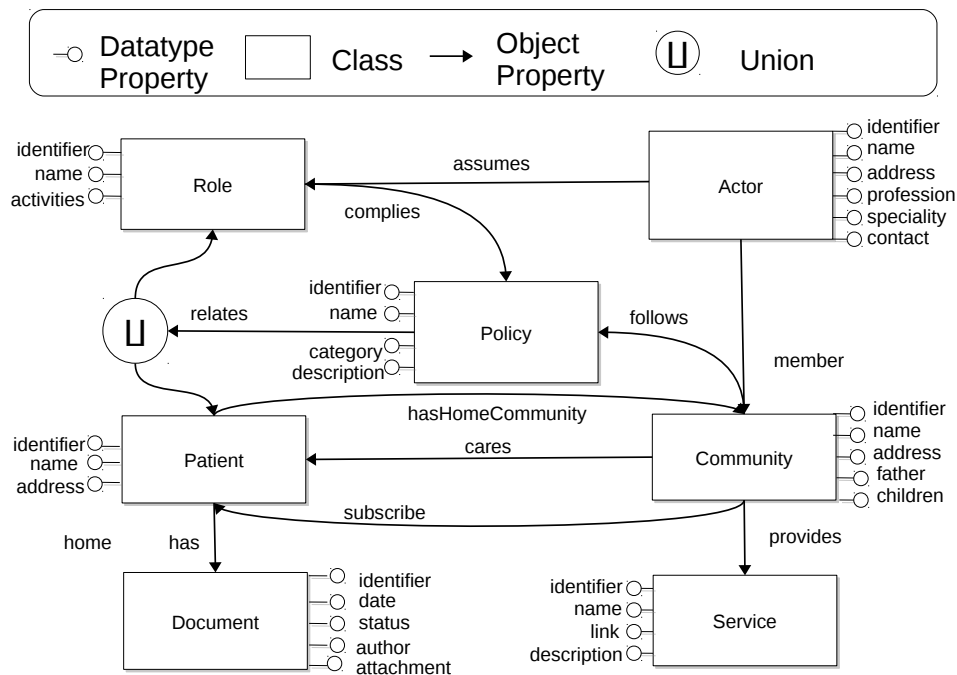 Datatype
Property
Class
Object
Property
Union
identifier
name
activities
Role
assumes
complies
Actor
identifier
name
address
profession
speciality
contact
identifier
name
category
description
Policy
relates
follows
member
hasHomeCommunity
cares
subscribe
identifier
name
address
Patient
Community
identifier
name
address
father
children
home
has
provides
Document
identifier
date
status
author
attachment
identifier
name
link
description
Service